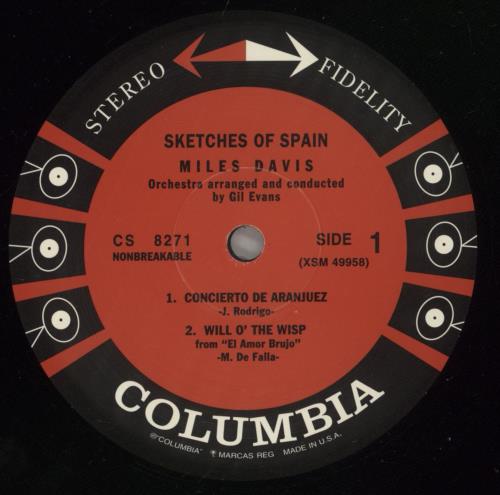 STEREO FIDELITY
SKETCHES OF SPAIN
MILES DAVIS
Orchestra arranged and conducted
by Gil Evans
CS 8271
NONBREAKABLE
SIDE 1
(XSM 49958)
1. CONCIERTO DE ARANJUEZ
-J. Rodrigo-
2. WILL O' THE WISP
from "El Amor Brujo"
-M. De Falla-
COLUMBIA
℗"COLUMBIA" MARCAS REG MADE IN U.S.A.